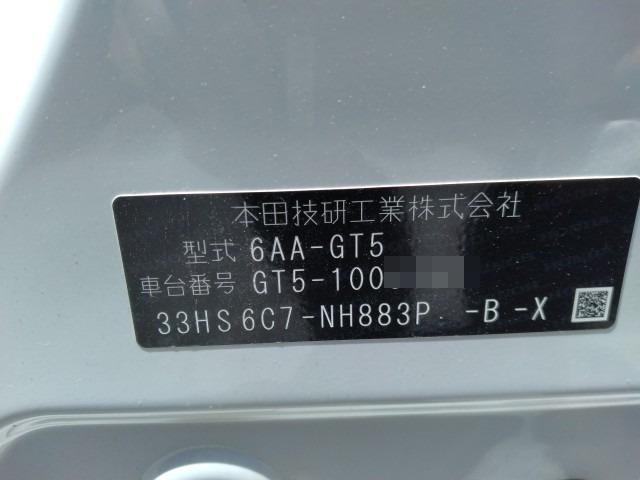 本田技研工業株式会社
型式 6AA-GT5
車台番号 GT5-100
33HS6C7-NH883P -B -X